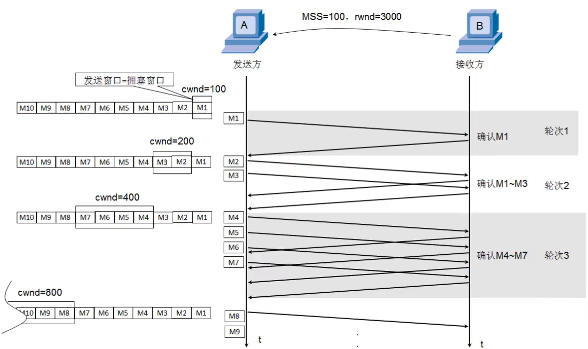 MSS=100，rwnd=3000
A
B
发送方
接收方
发送窗口=拥塞窗口
cwnd=100
M10 M9 M8 M7 M6 M5 M4 M3 M2 M1
M1
确认M1
轮次1
cwnd=200
M10 M9 M8 M7 M6 M5 M4 M3 M2 M1
M2
M3
确认M1~M3
轮次2
cwnd=400
M10 M9 M8 M7 M6 M5 M4 M3 M2 M1
M4
M5
M6
M7
确认M4~M7
轮次3
cwnd=800
M10 M9 M8 M7 M6 M5 M4 M3 M2 M1
M8
M9
t
t